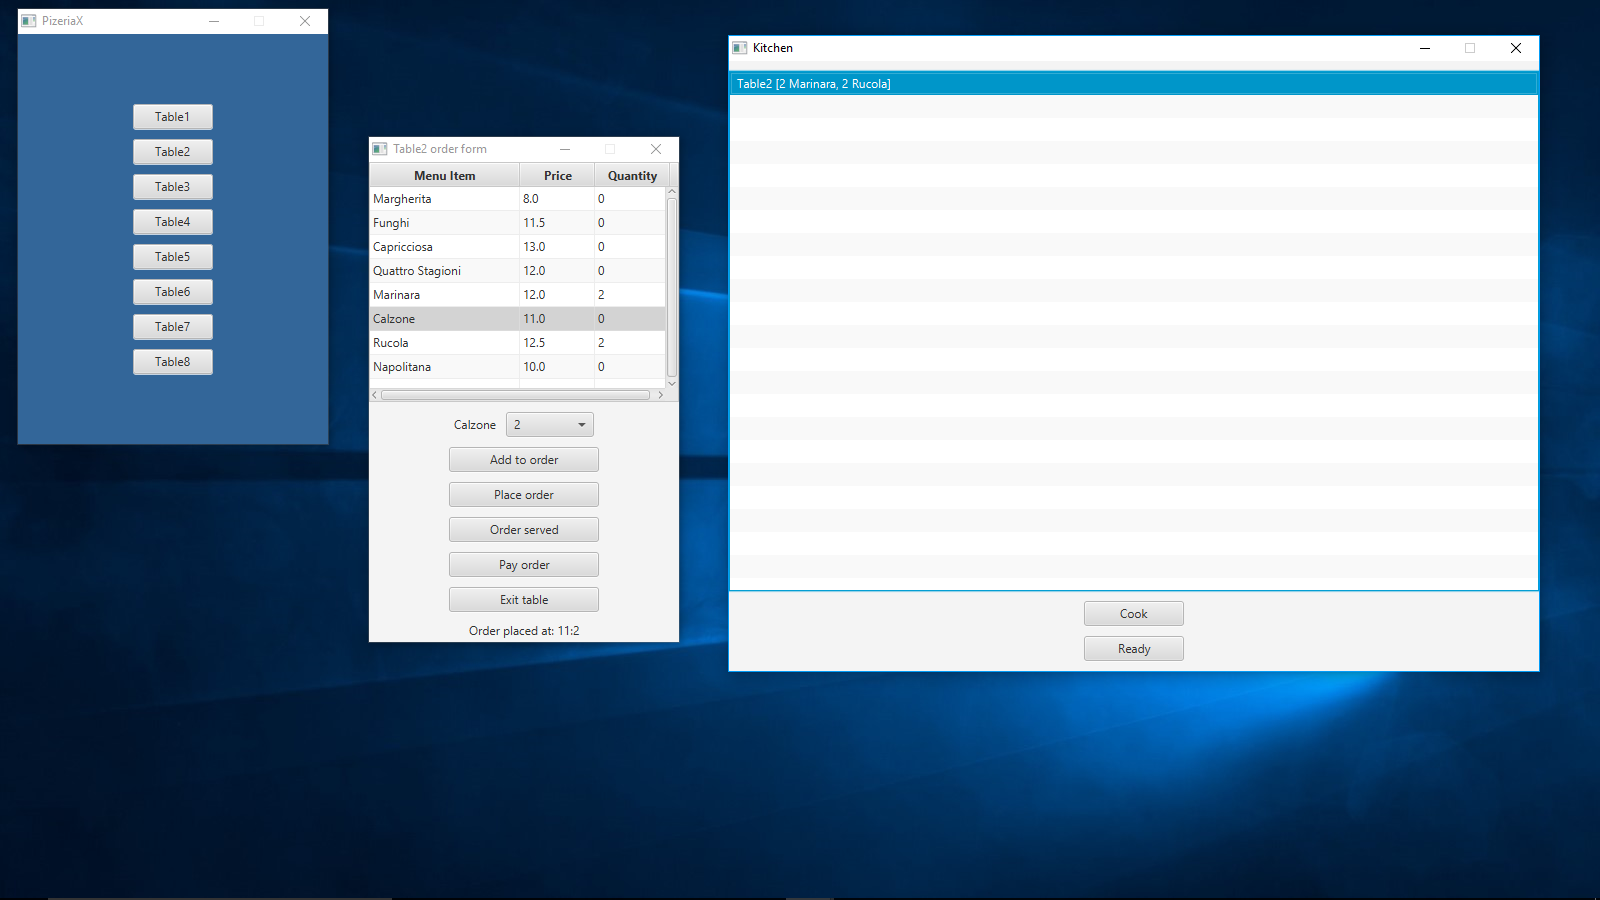 PizeriaX
Table1
Table2
Table3
Table4
Table5
Table6
Table7
Table8
Table2 order form
Menu Item Price Quantity
Margherita 8.0 0
Funghi 11.5 0
Capricciosa 13.0 0
Quattro Stagioni 12.0 0
Marinara 12.0 2
Calzone 11.0 0
Rucola 12.5 2
Napolitana 10.0 0
Calzone 2
Add to order
Place order
Order served
Pay order
Exit table
Order placed at: 11:2
Kitchen
Table2 [2 Marinara, 2 Rucola]
Cook
Ready